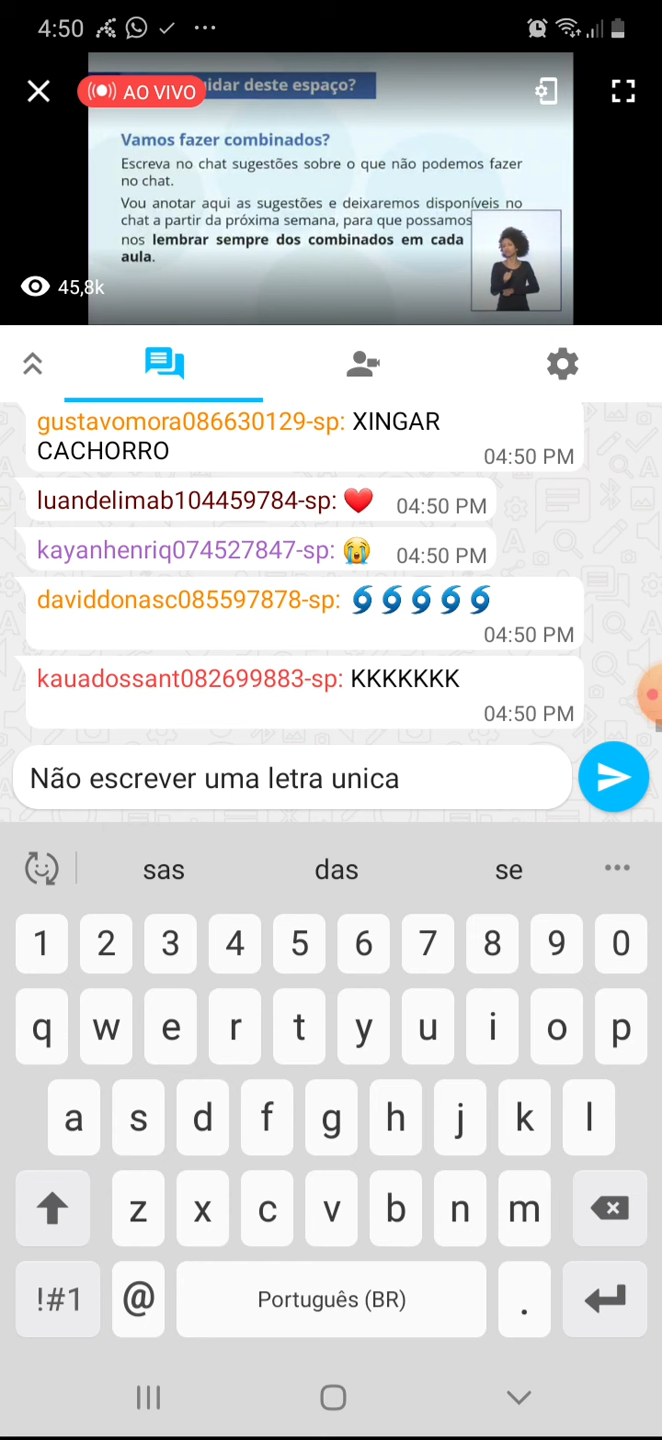 4:50
AO VIVO
idar deste espaço?
Vamos fazer combinados?
Escreva no chat sugestões sobre o que não podemos fazer
no chat.
Vou anotar aqui as sugestões e deixaremos disponíveis no
chat a partir da próxima semana, para que possamos
nos lembrar sempre dos combinados em cada
aula.
45,8k
gustavomora086630129-sp: XINGAR
CACHORRO
04:50 PM
luandelimab104459784-sp: ❤️ 04:50 PM
kayanhenriq074527847-sp: 😭 04:50 PM
daviddonasc085597878-sp: 🌀🌀🌀🌀🌀
04:50 PM
kauadossant082699883-sp: KKKKKKK
04:50 PM
Não escrever uma letra unica
sas das se
1 2 3 4 5 6 7 8 9 0
q w e r t y u i o p
a s d f g h j k l
z x c v b n m
!#1 @ Português (BR) .